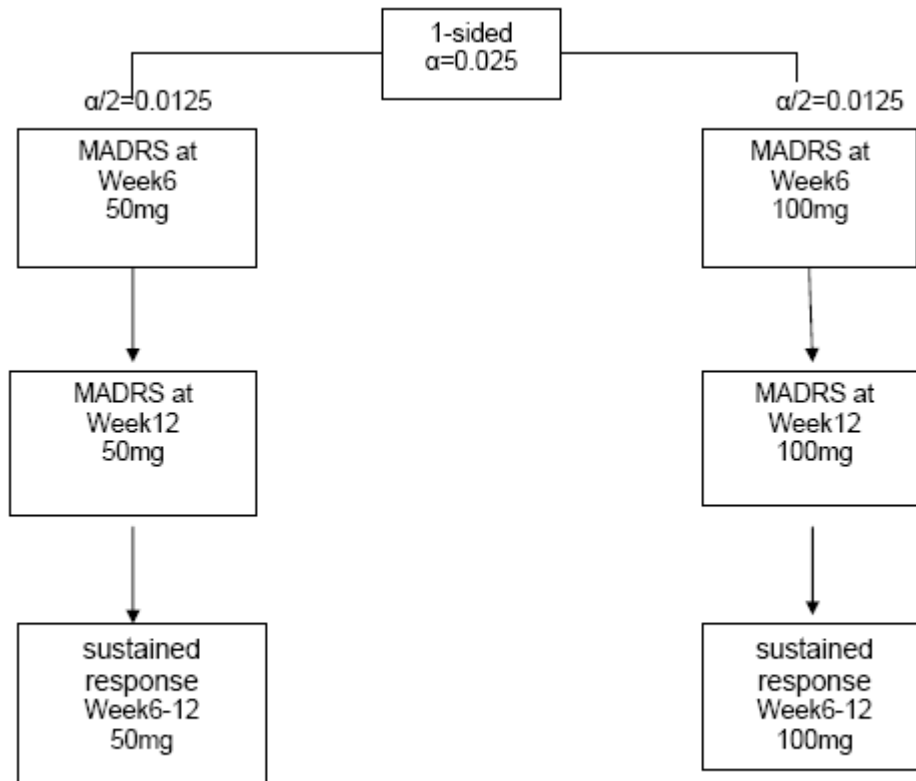 1-sided
α=0.025
α/2=0.0125
α/2=0.0125
MADRS at
Week6
50mg
MADRS at
Week6
100mg
MADRS at
Week12
50mg
MADRS at
Week12
100mg
sustained
response
Week6-12
50mg
sustained
response
Week6-12
100mg